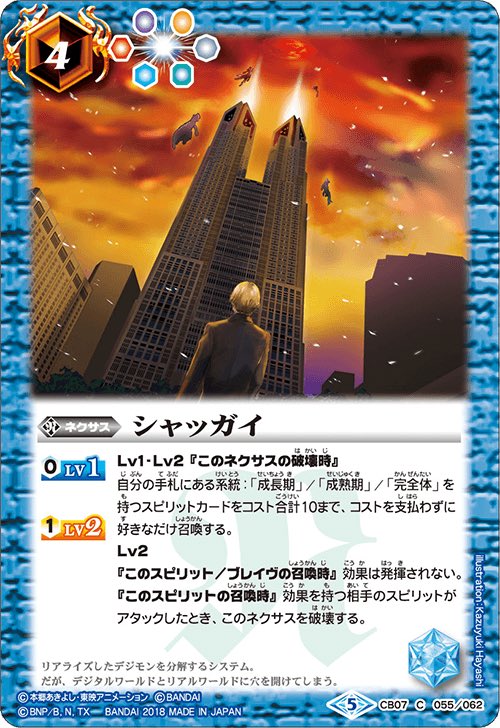 4
ネクサス シャッガイ
0 LV1
Lv1・Lv2『このネクサスの破壊時』
自分の手札にある系統：「成長期」／「成熟期」／「完全体」を
持つスピリットカードをコスト合計10まで、コストを支払わずに
好きなだけ召喚する。
1 LV2
Lv2
『このスピリット／ブレイヴの召喚時』効果は発揮されない。
『このスピリットの召喚時』効果を持つ相手のスピリットが
アタックしたとき、このネクサスを破壊する。
リアライズしたデジモンを分解するシステム。
だが、デジタルワールドとリアルワールドに穴を開けてしまう。
illustration: Kazuyuki Hayashi
©本郷あきよし・東映アニメーション ©BANDAI
©BNP/B, N, TX BANDAI 2018 MADE IN JAPAN
5 CB07 C 055/062